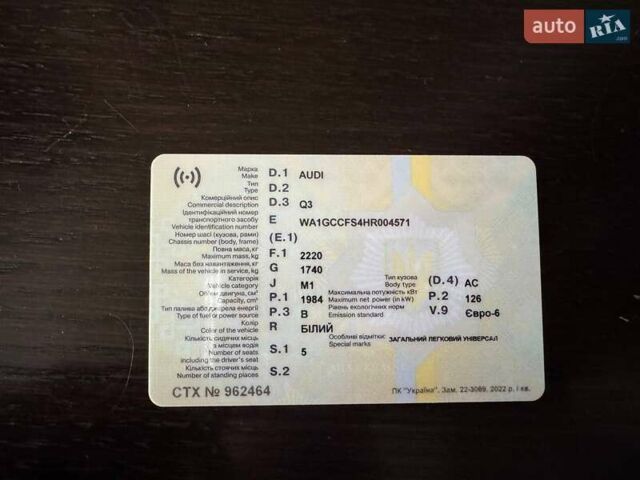 auto RIA.com
Марка
Make D.1 AUDI
Тип
Type D.2
Комерційний опис
Commercial description D.3 Q3
Ідентифікаційний номер
транспортного засобу
Vehicle identification number E WA1GCCFS4HR004571
Номер шасі (кузова, рами)
Chassis number (body, frame) (E.1)
Повна маса, кг
Maximum mass, kg F.1 2220
Маса без навантаження, кг
Mass of the vehicle in service, kg G 1740
Категорія
Vehicle category J M1
Тип кузова
Body type (D.4) AC
Об'єм двигуна, см³
Capacity, cm³ P.1 1984
Максимальна потужність кВт
Maximum net power (in kW) P.2 126
Тип палива або джерела енергії
Type of fuel or power source P.3 B
Рівень екологічних норм
Emission standard V.9 Євро-6
Колір
Color of the vehicle R БІЛИЙ
Особливі відмітки
Special marks ЗАГАЛЬНИЙ ЛЕГКОВИЙ УНІВЕРСАЛ
Кількість сидячих місць
з місцем водія
Number of seats
including the driver's seat S.1 5
Кількість стоячих місць
Number of standing places S.2
СТХ № 962464
ПК "Україна". Зам. 22-3069. 2022 р. I кв.